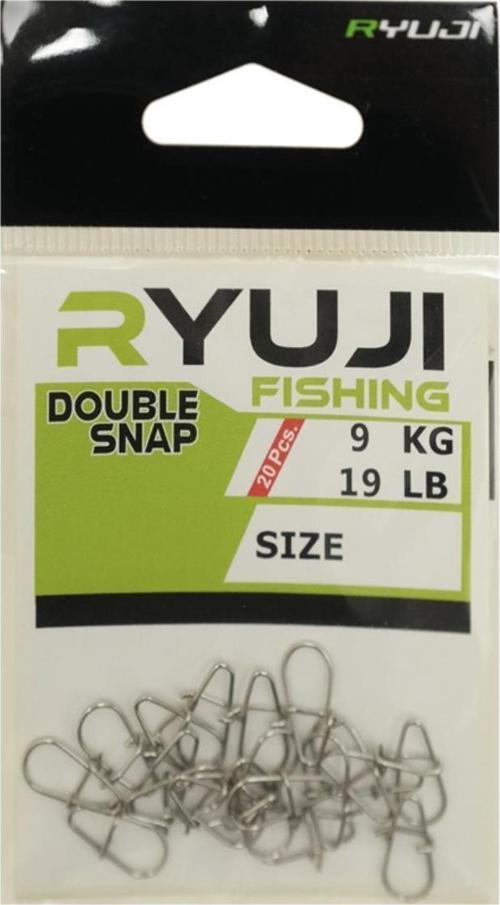 RYUJI
RYUJI
FISHING
DOUBLE
SNAP
20 Pcs.
9 KG
19 LB
SIZE